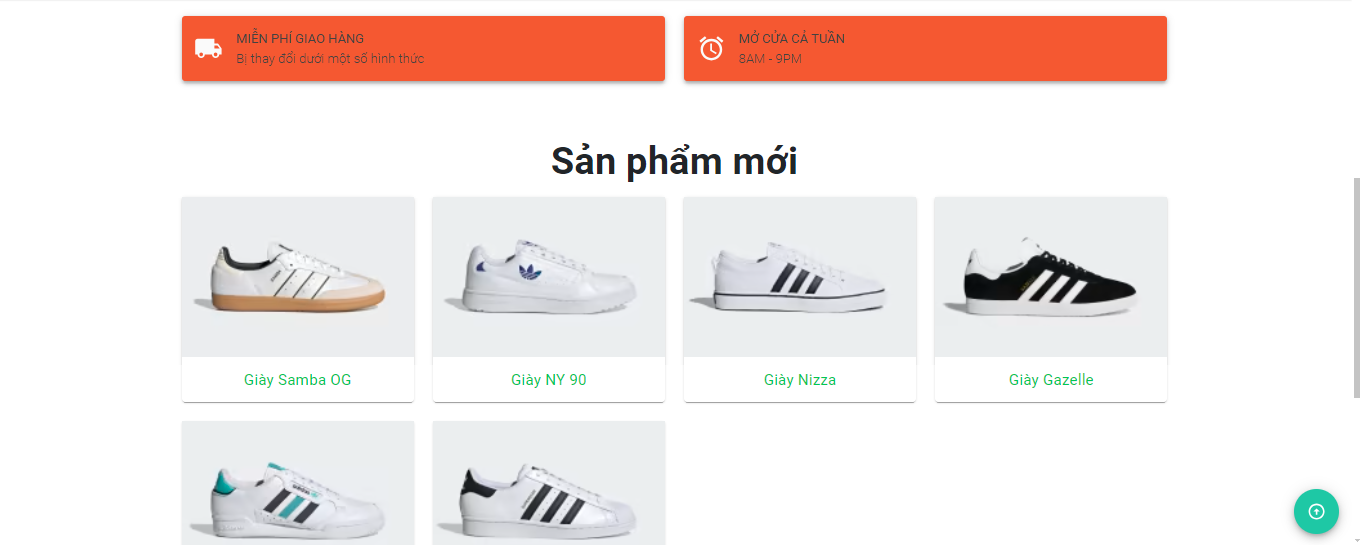 MIỄN PHÍ GIAO HÀNG
Bị thay đổi dưới một số hình thức
MỞ CỬA CẢ TUẦN
8AM - 9PM
Sản phẩm mới
Giày Samba OG
Giày NY 90
Giày Nizza
Giày Gazelle